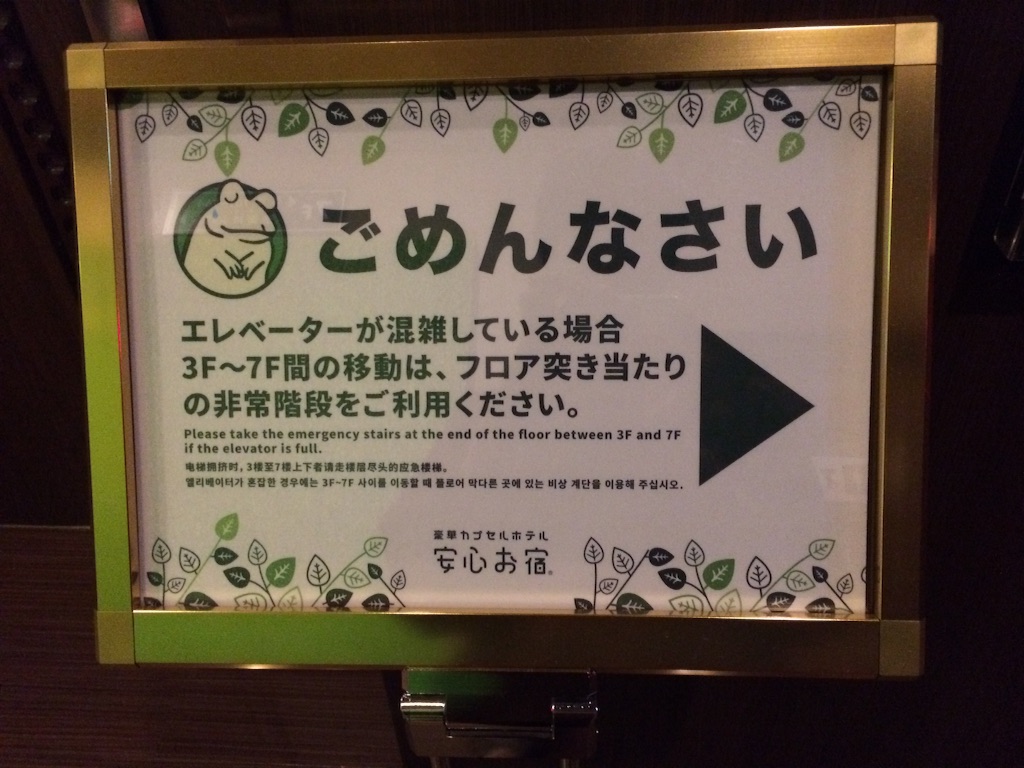 ごめんなさい
エレベーターが混雑している場合
3F〜7F間の移動は、フロア突き当たり
の非常階段をご利用ください。
Please take the emergency stairs at the end of the floor between 3F and 7F
if the elevator is full.
电梯拥挤时，3楼至7楼上下者请走楼层尽头的应急楼梯。
엘리베이터가 혼잡한 경우에는 3F~7F 사이를 이동할 때 플로어 막다른 곳에 있는 비상 계단을 이용해 주십시오.
豪華カプセルホテル
安心お宿®